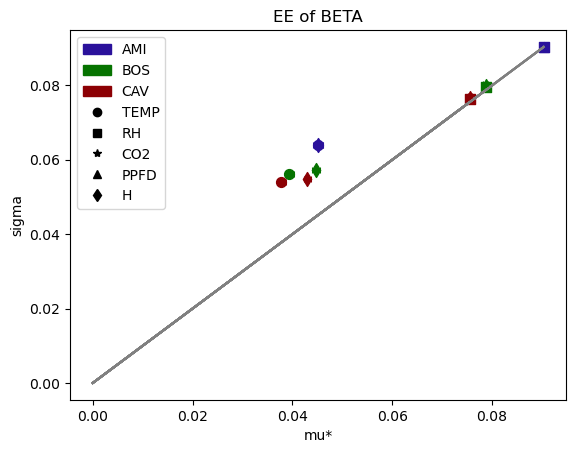 EE of BETA
AMI
BOS
CAV
TEMP
RH
CO2
PPFD
H
0.08
0.06
0.04
0.02
0.00
sigma
0.00 0.02 0.04 0.06 0.08
mu*